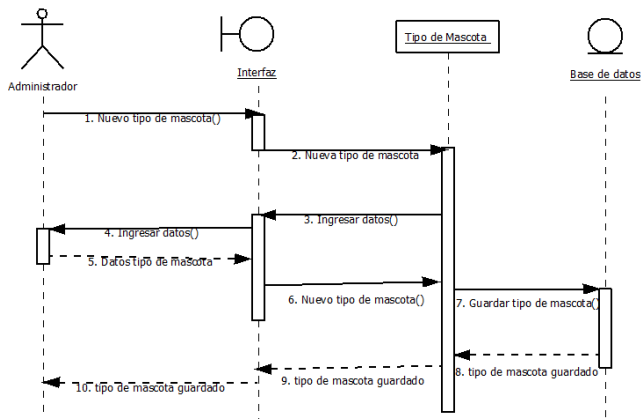 Administrador
Interfaz
Tipo de Mascota
Base de datos
1. Nuevo tipo de mascota()
2. Nueva tipo de mascota
3. Ingresar datos()
4. Ingresar datos()
5. Datos tipo de mascota
6. Nuevo tipo de mascota()
7. Guardar tipo de mascota()
8. tipo de mascota guardado
9. tipo de mascota guardado
10. tipo de mascota guardado